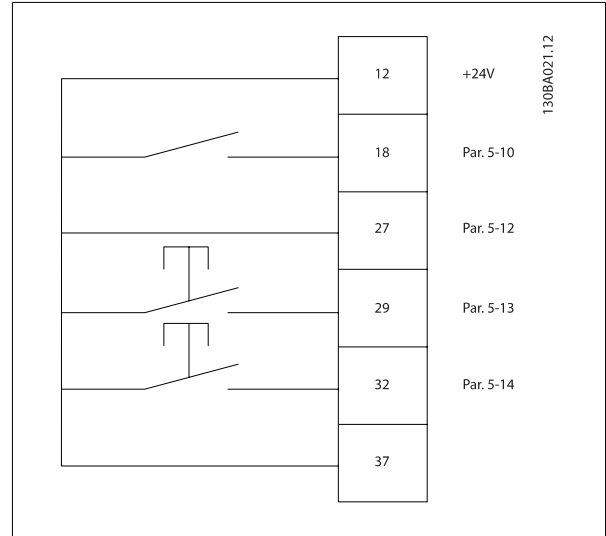 12 +24V
18 Par. 5-10
27 Par. 5-12
29 Par. 5-13
32 Par. 5-14
37
130BA021.12